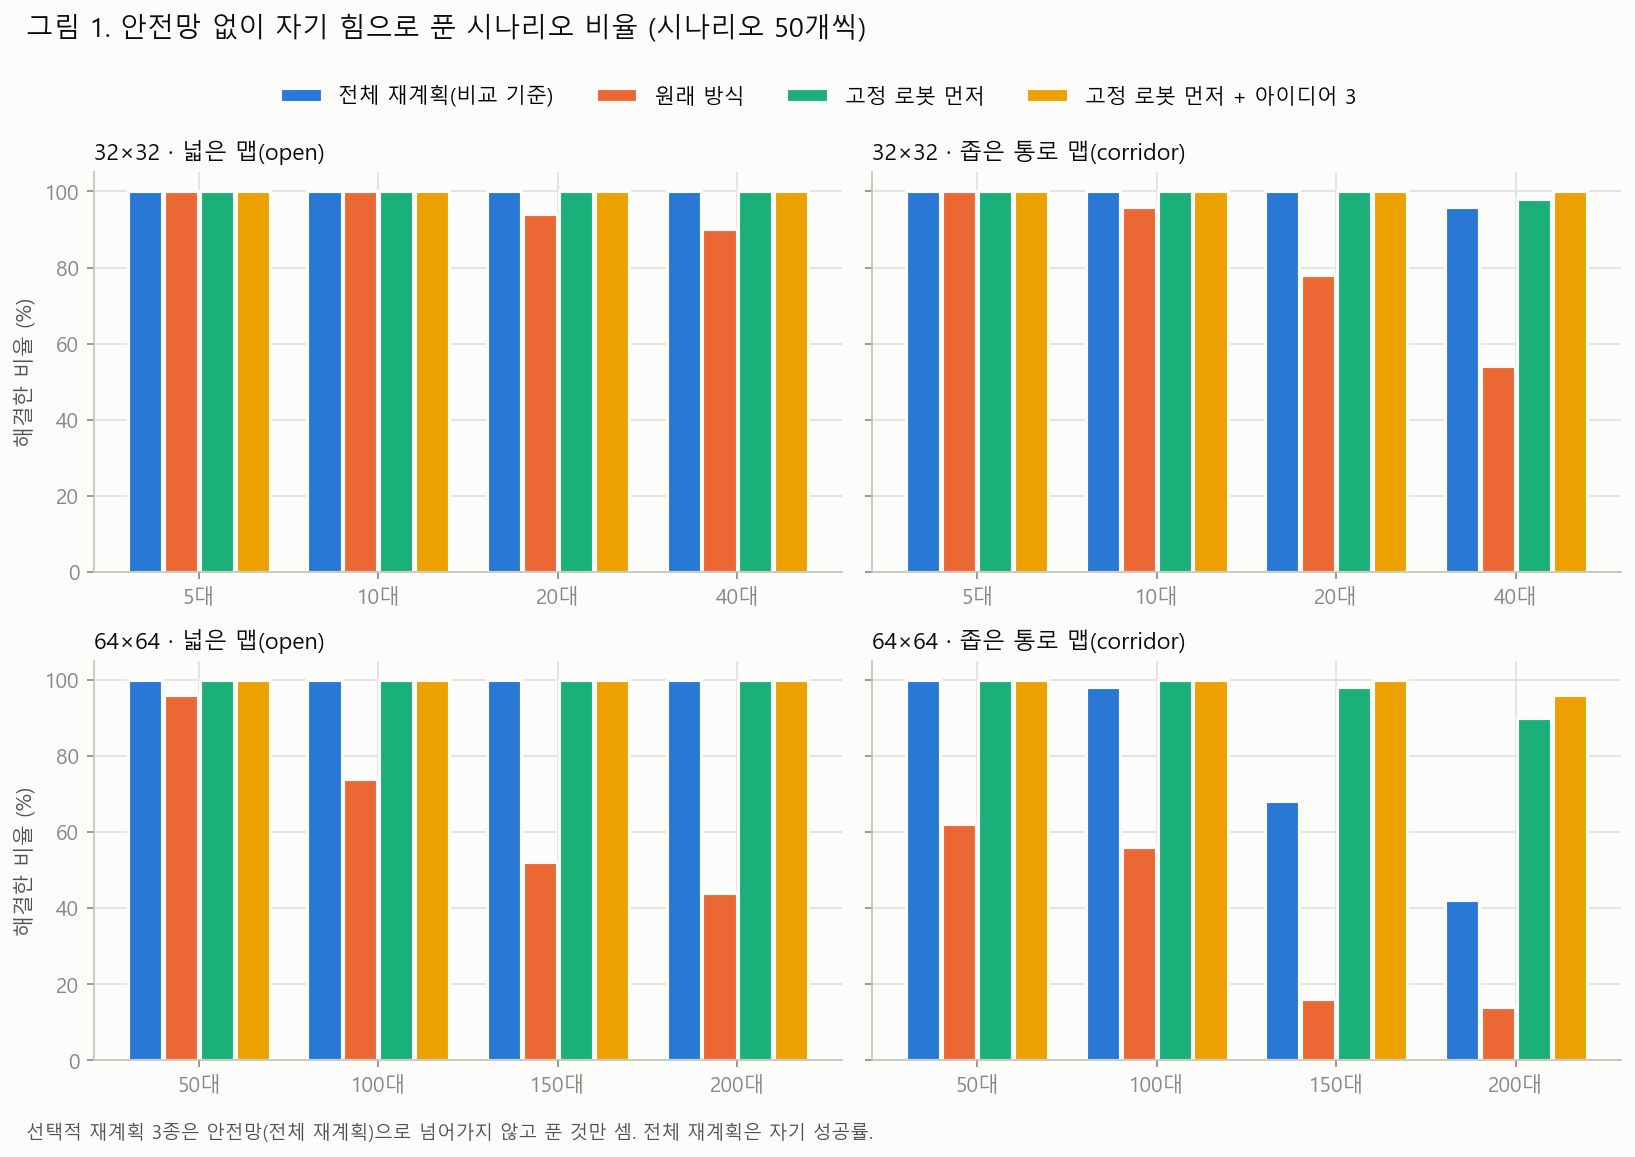 그림 1. 안전망 없이 자기 힘으로 푼 시나리오 비율 (시나리오 50개씩)
전체 재계획(비교 기준) 원래 방식 고정 로봇 먼저 고정 로봇 먼저 + 아이디어 3
32×32 · 넓은 맵(open)
해결한 비율 (%)
100
80
60
40
20
0
5대 10대 20대 40대
32×32 · 좁은 통로 맵(corridor)
5대 10대 20대 40대
64×64 · 넓은 맵(open)
해결한 비율 (%)
100
80
60
40
20
0
50대 100대 150대 200대
64×64 · 좁은 통로 맵(corridor)
50대 100대 150대 200대
선택적 재계획 3종은 안전망(전체 재계획)으로 넘어가지 않고 푼 것만 셈. 전체 재계획은 자기 성공률.